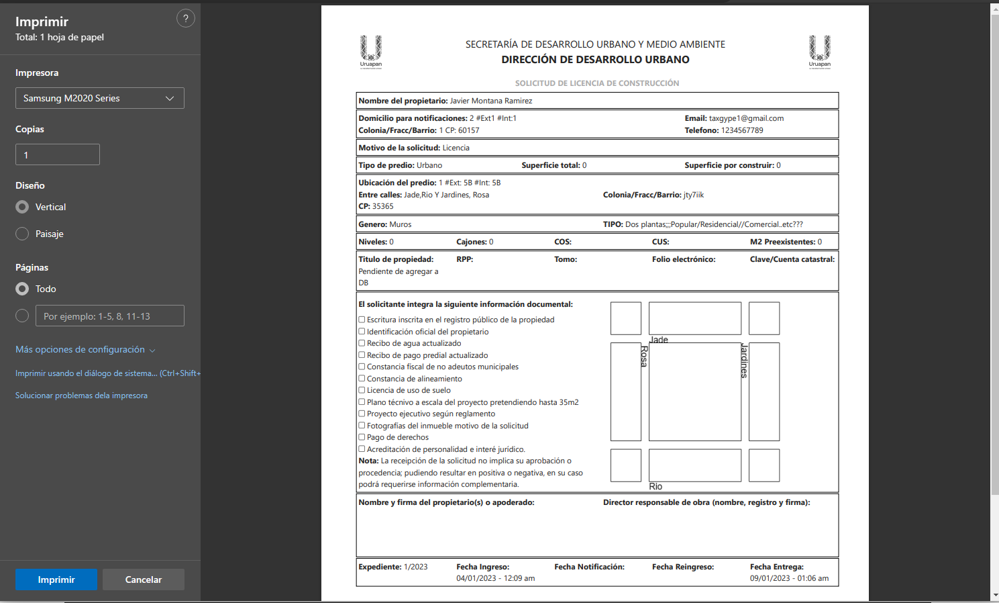 Imprimir
?
Total: 1 hoja de papel
Impresora
Samsung M2020 Series
Copias
1
Diseño
Vertical
Paisaje
Páginas
Todo
Por ejemplo: 1-5, 8, 11-13
Más opciones de configuración
Imprimir usando el diálogo de sistema... (Ctrl+Shift+
Solucionar problemas dela impresora
Imprimir
Cancelar
Uruapan
SECRETARÍA DE DESARROLLO URBANO Y MEDIO AMBIENTE
DIRECCIÓN DE DESARROLLO URBANO
Uruapan
SOLICITUD DE LICENCIA DE CONSTRUCCIÓN
Nombre del propietario: Javier Montana Ramirez
Domicilio para notificaciones: 2 #Ext1 #Int:1 Email: taxgype1@gmail.com
Colonia/Fracc/Barrio: 1 CP: 60157 Telefono: 1234567789
Motivo de la solicitud: Licencia
Tipo de predio: Urbano Superficie total: 0 Superficie por construir: 0
Ubicación del predio: 1 #Ext: 5B #Int: 5B
Entre calles: Jade,Rio Y Jardines, Rosa Colonia/Fracc/Barrio: jty7iik
CP: 35365
Genero: Muros TIPO: Dos plantas;;;Popular/Residencial//Comercial..etc???
Niveles: 0 Cajones: 0 COS: CUS: M2 Preexistentes: 0
Titulo de propiedad: RPP: Tomo: Folio electrónico: Clave/Cuenta catastral:
Pendiente de agregar a
DB
El solicitante integra la siguiente información documental:
Escritura inscrita en el registro público de la propiedad
Identificación oficial del propietario
Recibo de agua actualizado
Recibo de pago predial actualizado
Constancia físcal de no adeutos municipales
Constancia de alineamiento
Licencia de uso de suelo
Plano técnivo a escala del proyecto pretendiendo hasta 35m2
Proyecto ejecutivo según reglamento
Fotografías del inmueble motivo de la solicitud
Pago de derechos
Acreditación de personalidad e interé jurídico.
Nota: La receipción de la solicitud no implica su aprobación o
procedencia; pudiendo resultar en positiva o negativa, en su caso
podrá requerirse información complementaria.
Jade
Rosa
Jardines
Rio
Nombre y firma del propietario(s) o apoderado: Director responsable de obra (nombre, registro y firma):
Expediente: 1/2023 Fecha Ingreso: Fecha Notificación: Fecha Reingreso: Fecha Entrega:
04/01/2023 - 12:09 am 09/01/2023 - 01:06 am